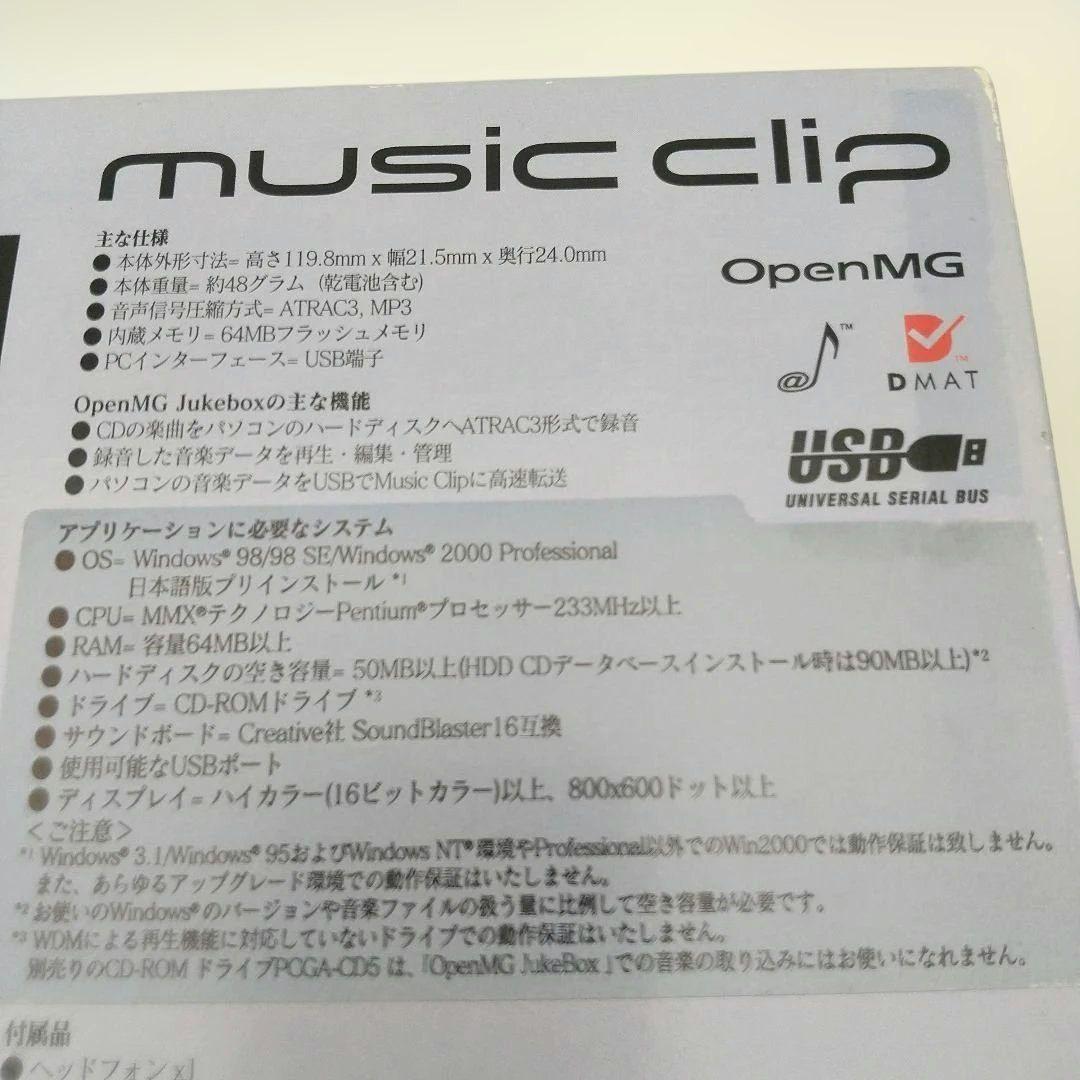 music clip
主な仕様
● 本体外形寸法= 高さ119.8mm x 幅21.5mm x 奥行24.0mm
● 本体重量= 約48グラム (乾電池含む)
● 音声信号圧縮方式= ATRAC3, MP3
● 内蔵メモリ= 64MBフラッシュメモリ
● PCインターフェース= USB端子
OpenMG
@ ™
DMAT ™
OpenMG Jukeboxの主な機能
● CDの楽曲をパソコンのハードディスクへATRAC3形式で録音
● 録音した音楽データを再生・編集・管理
● パソコンの音楽データをUSBでMusic Clipに高速転送
USB
UNIVERSAL SERIAL BUS
アプリケーションに必要なシステム
● OS= Windows® 98/98 SE/Windows® 2000 Professional
日本語版プリインストール *1
● CPU= MMX®テクノロジーPentium®プロセッサー233MHz以上
● RAM= 容量64MB以上
● ハードディスクの空き容量= 50MB以上(HDD CDデータベースインストール時は90MB以上)*2
● ドライブ= CD-ROMドライブ *3
● サウンドボード= Creative社 SoundBlaster16互換
● 使用可能なUSBポート
● ディスプレイ= ハイカラー(16ビットカラー)以上、800x600ドット以上
＜ご注意＞
*1 Windows® 3.1/Windows® 95およびWindows NT® 環境やProfessional以外でのWin2000では動作保証は致しません。
また、あらゆるアップグレード環境での動作保証はいたしません。
*2 お使いのWindows® のバージョンや音楽ファイルの扱う量に比例して空き容量が必要です。
*3 WDMによる再生機能に対応していないドライブでの動作保証はいたしません。
別売りのCD-ROM ドライブPCGA-CD5 は、「OpenMG JukeBox 」での音楽の取り込みにはお使いになれません。
付属品
● ヘッドフォン x1